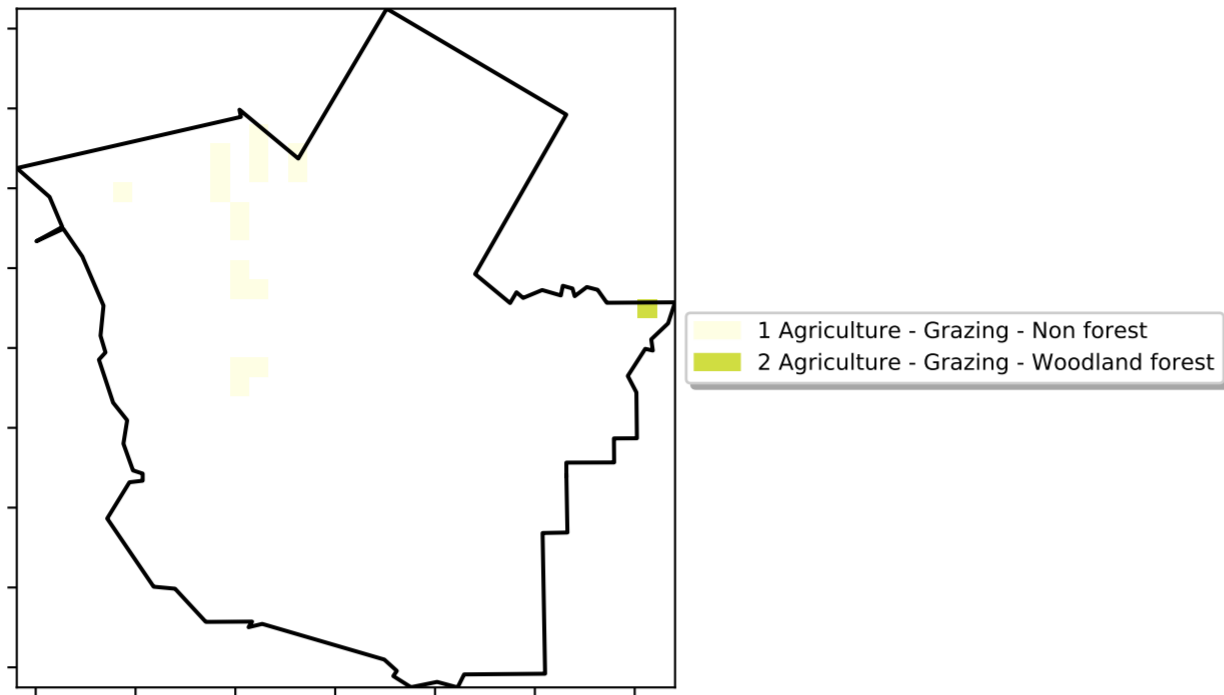 1 Agriculture - Grazing - Non forest
2 Agriculture - Grazing - Woodland forest